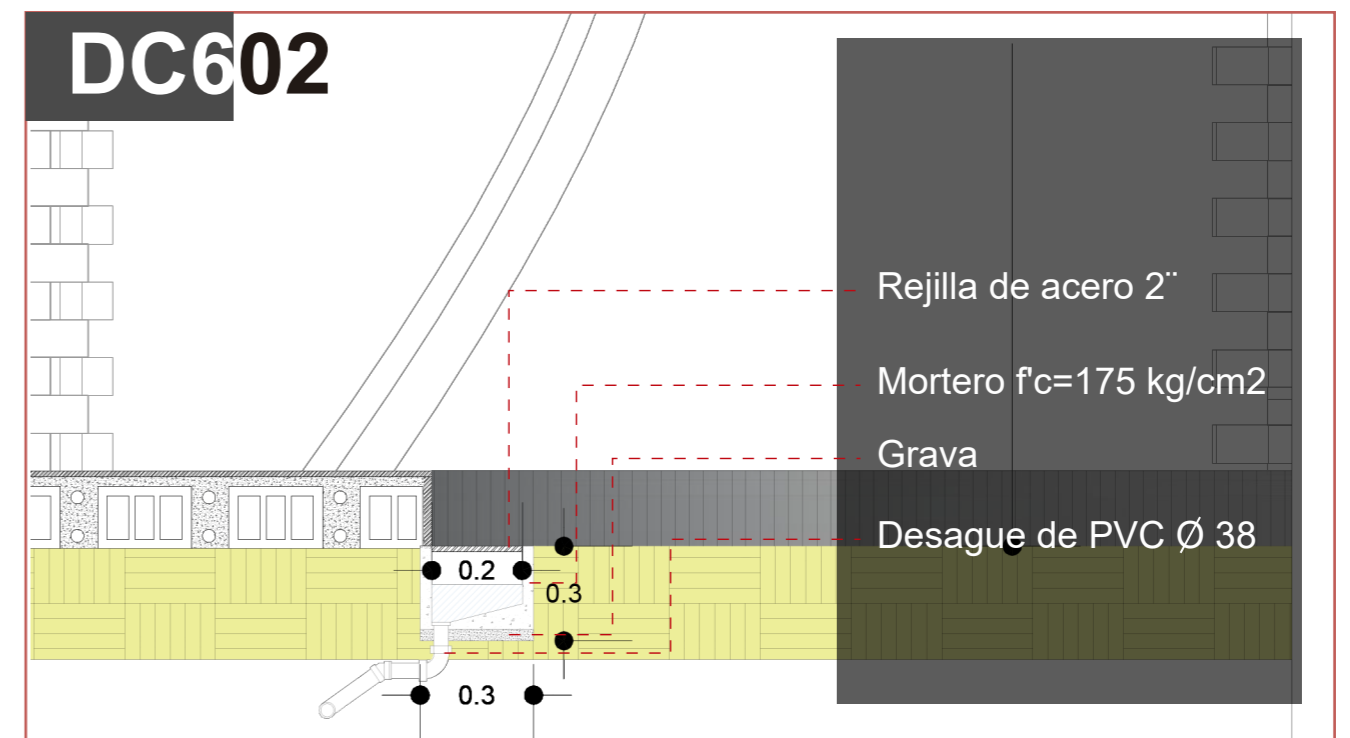 DC602
Rejilla de acero 2¨
Mortero f'c=175 kg/cm2
Grava
Desague de PVC Ø 38
0.2
0.3
0.3